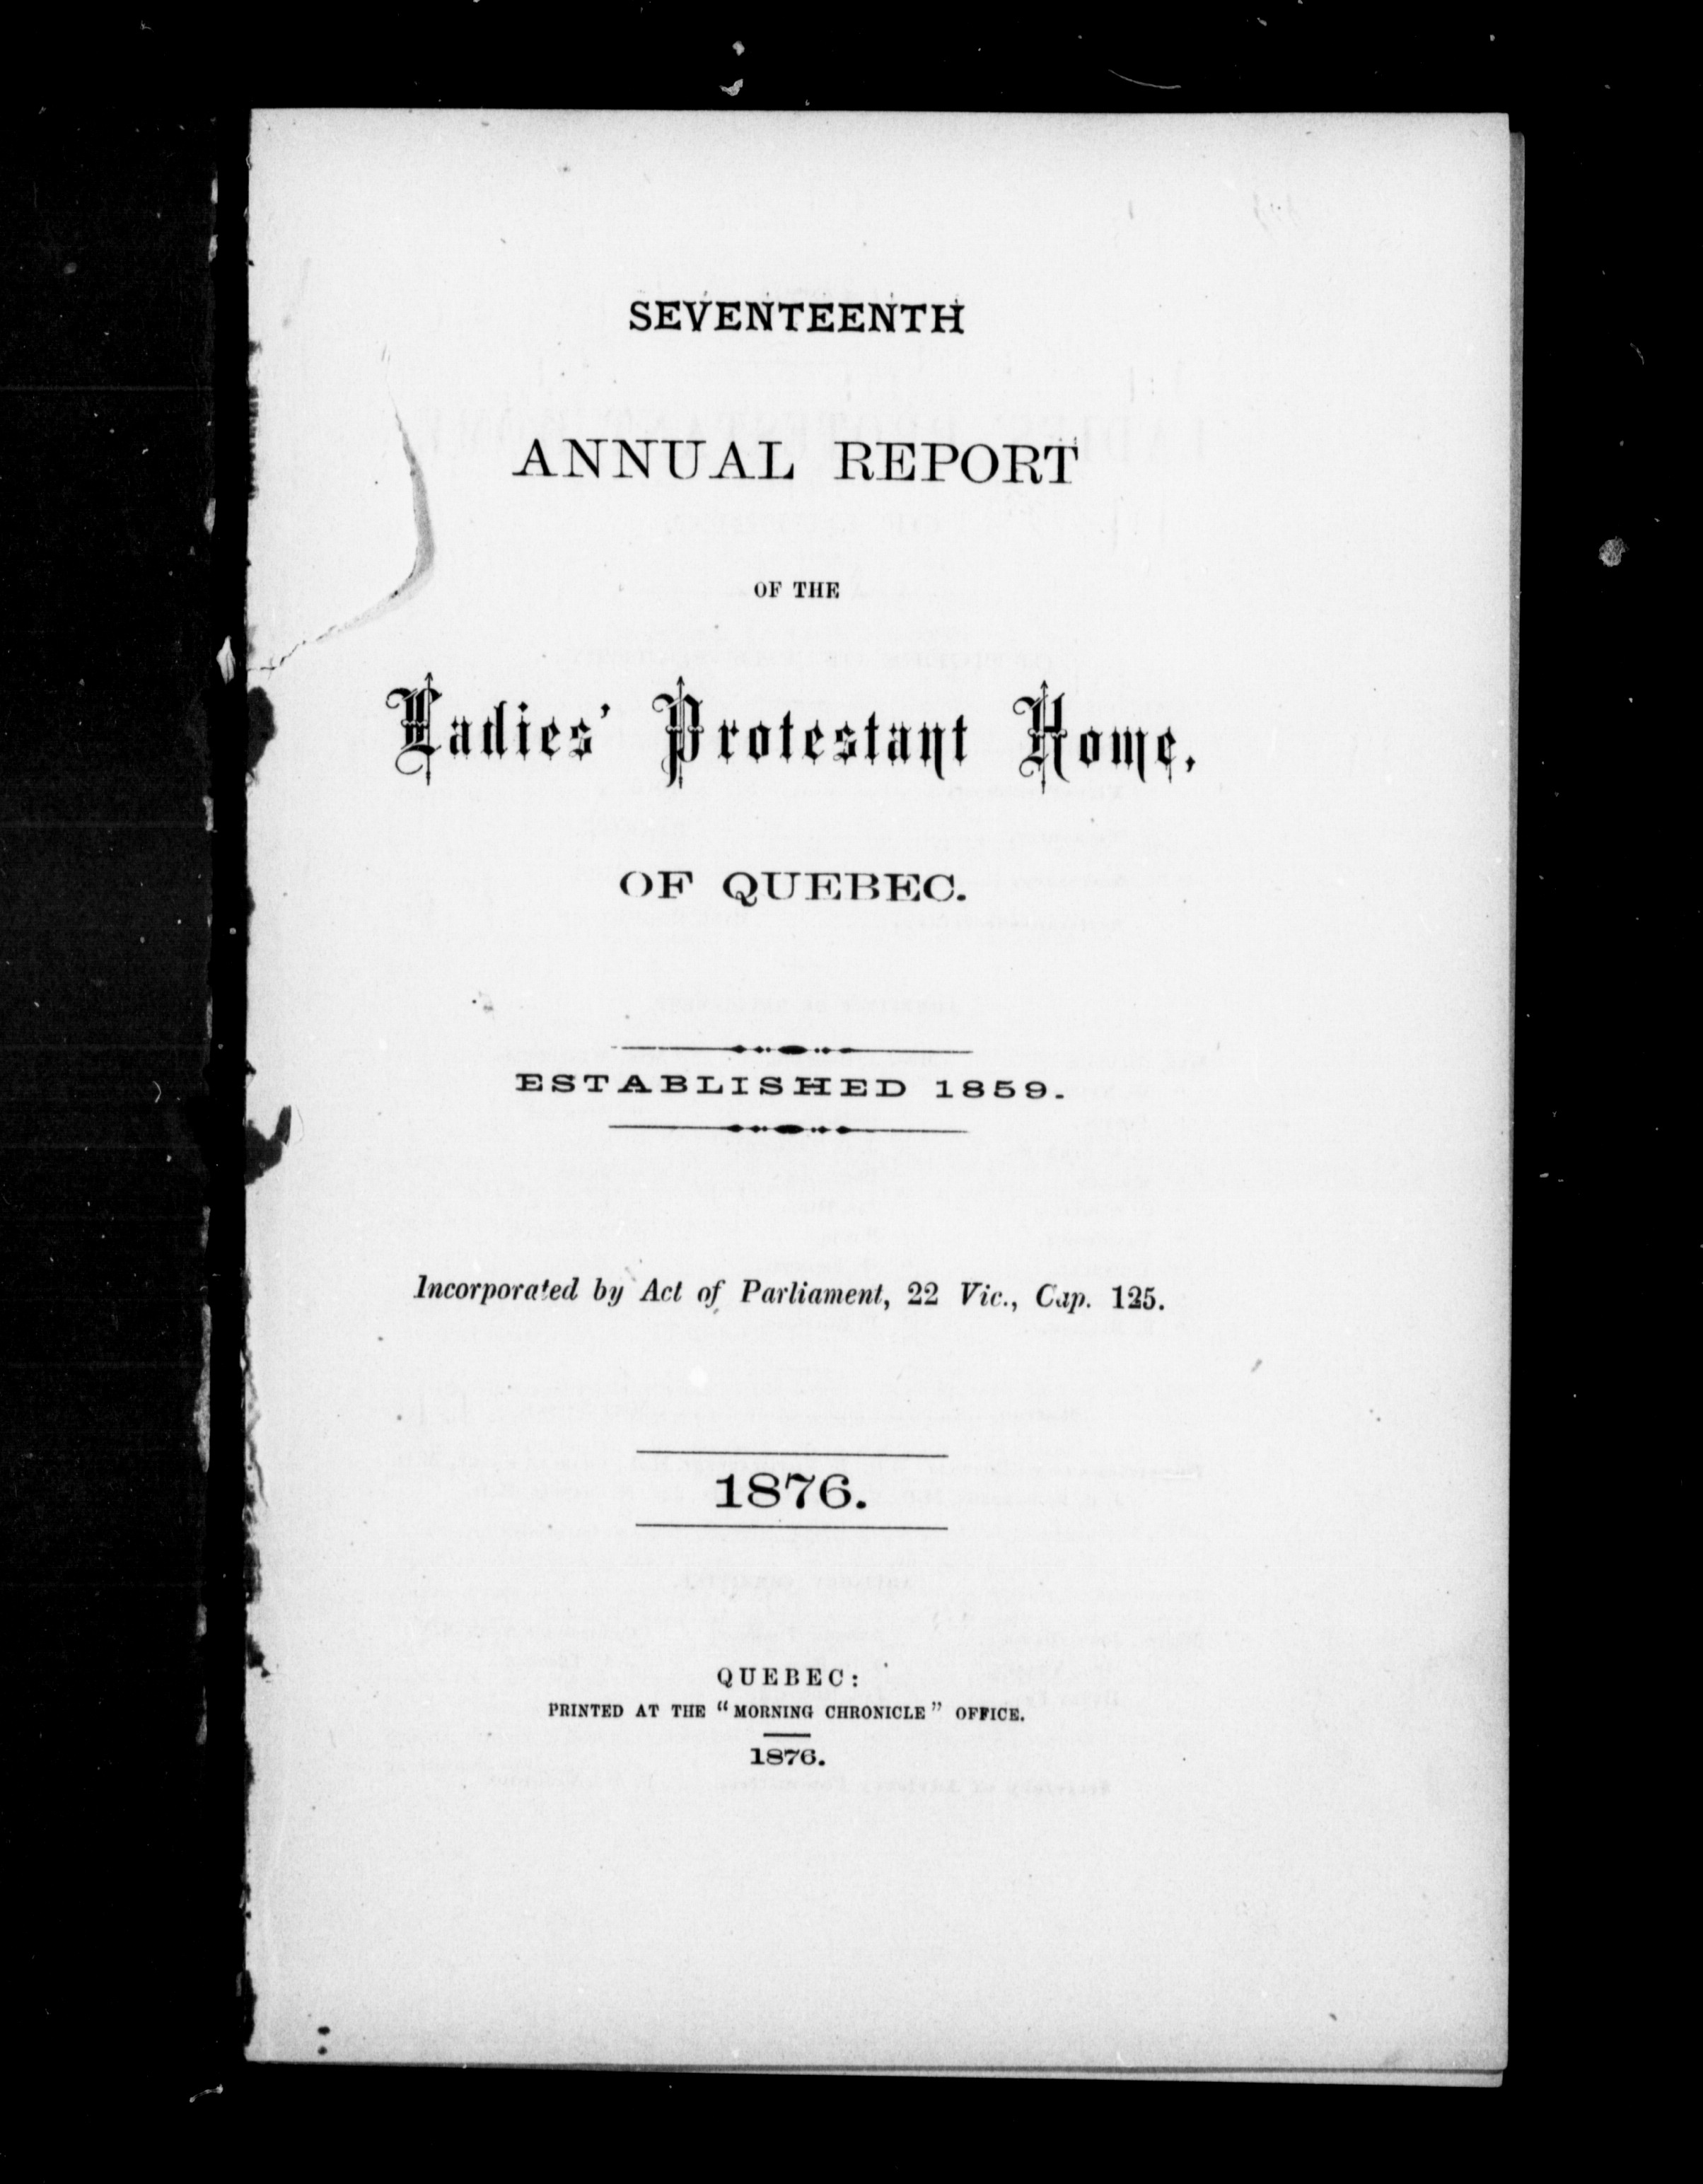 SEVENTEENTH
ANNUAL REPORT
OF THE
Ladies' Protestant Home,
OF QUEBEC.
ESTABLISHED 1859.
Incorporated by Act of Parliament, 22 Vic., Cap. 125.
1876.
QUEBEC:
PRINTED AT THE "MORNING CHRONICLE" OFFICE.
1876.